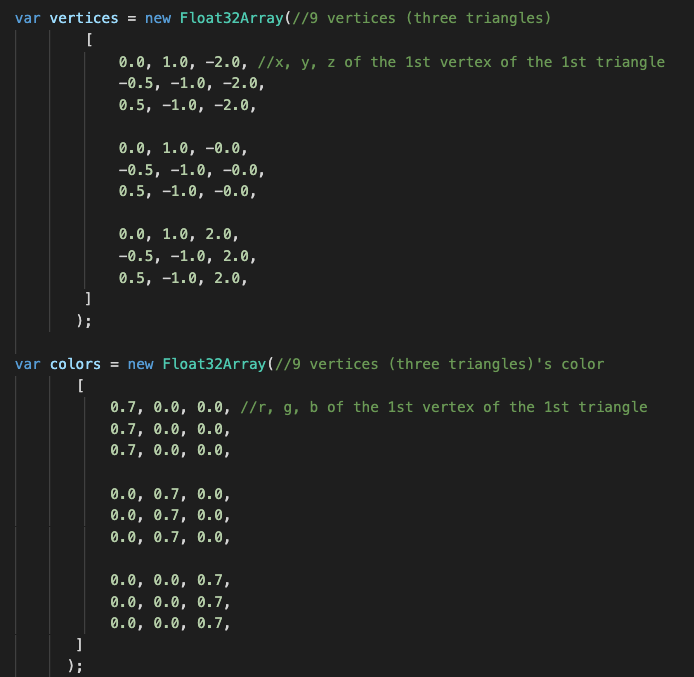 var vertices = new Float32Array(//9 vertices (three triangles)
[
0.0, 1.0, -2.0, //x, y, z of the 1st vertex of the 1st triangle
-0.5, -1.0, -2.0,
0.5, -1.0, -2.0,
0.0, 1.0, -0.0,
-0.5, -1.0, -0.0,
0.5, -1.0, -0.0,
0.0, 1.0, 2.0,
-0.5, -1.0, 2.0,
0.5, -1.0, 2.0,
]
);
var colors = new Float32Array(//9 vertices (three triangles)'s color
[
0.7, 0.0, 0.0, //r, g, b of the 1st vertex of the 1st triangle
0.7, 0.0, 0.0,
0.7, 0.0, 0.0,
0.0, 0.7, 0.0,
0.0, 0.7, 0.0,
0.0, 0.7, 0.0,
0.0, 0.0, 0.7,
0.0, 0.0, 0.7,
0.0, 0.0, 0.7,
]
);